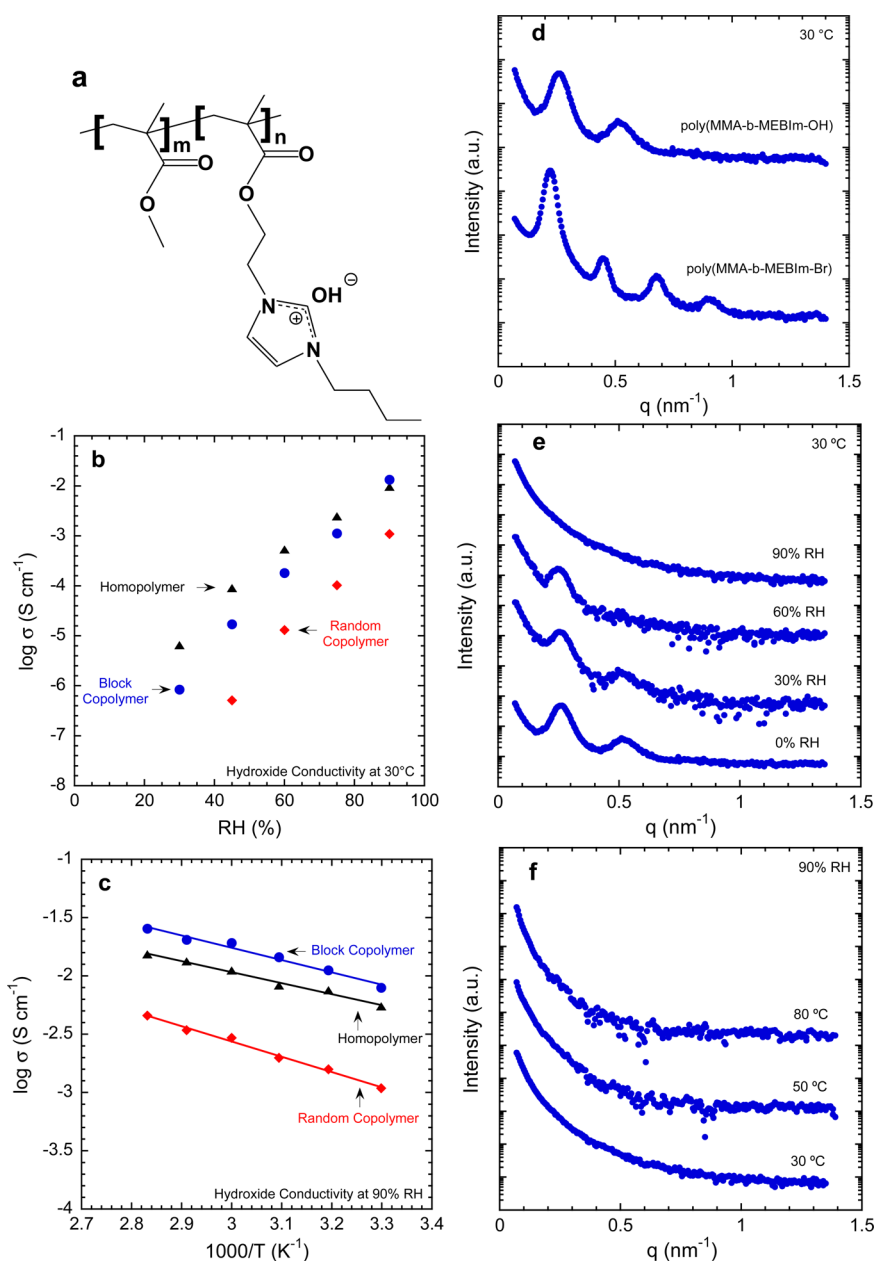 a
[ ]m [ ]n
O
O
O
O
N
OH ⊖
⊕
N
b
-1
-2
-3
-4
-5
-6
-7
-8
log σ (S cm⁻¹)
Homopolymer
Random
Copolymer
Block
Copolymer
Hydroxide Conductivity at 30°C
0 20 40 60 80 100
RH (%)
c
-1
-1.5
-2
-2.5
-3
-3.5
-4
log σ (S cm⁻¹)
Block Copolymer
Homopolymer
Random Copolymer
Hydroxide Conductivity at 90% RH
2.7 2.8 2.9 3 3.1 3.2 3.3 3.4
1000/T (K⁻¹)
d
30 °C
Intensity (a.u.)
poly(MMA-b-MEBIm-OH)
poly(MMA-b-MEBIm-Br)
0 0.5 1 1.5
q (nm⁻¹)
e
30 ºC
Intensity (a.u.)
90% RH
60% RH
30% RH
0% RH
0 0.5 1 1.5
q (nm⁻¹)
f
90% RH
Intensity (a.u.)
80 ºC
50 ºC
30 ºC
0 0.5 1 1.5
q (nm⁻¹)